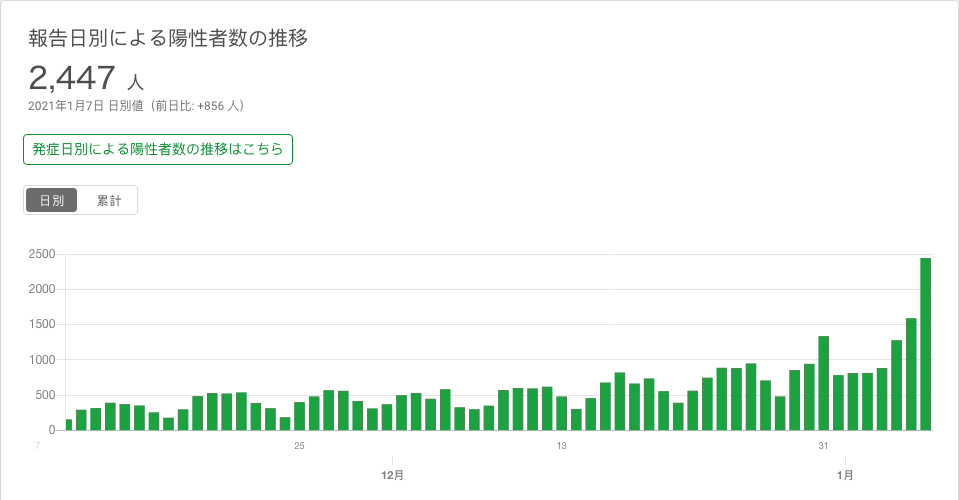 報告日別による陽性者数の推移
2,447 人
2021年1月7日 日別値（前日比: +856 人）
発症日別による陽性者数の推移はこちら
日別 累計
2500
2000
1500
1000
500
0
7 25 13 31
12月 1月